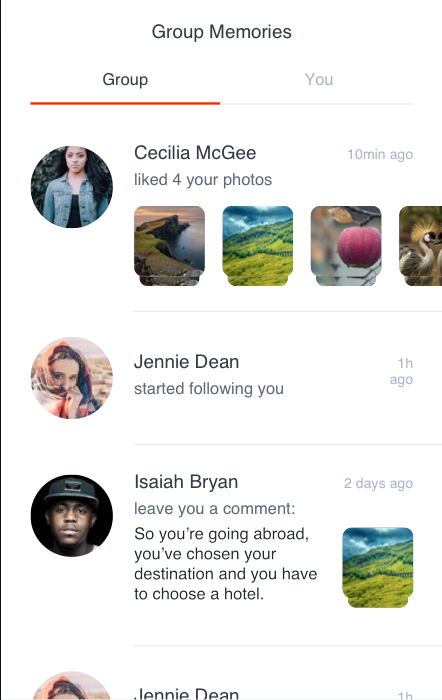 Group Memories
Group
You
Cecilia McGee
10min ago
liked 4 your photos
Jennie Dean
1h
ago
started following you
Isaiah Bryan
2 days ago
leave you a comment:
So you’re going abroad,
you’ve chosen your
destination and you have
to choose a hotel.
Jennie Dean
1h